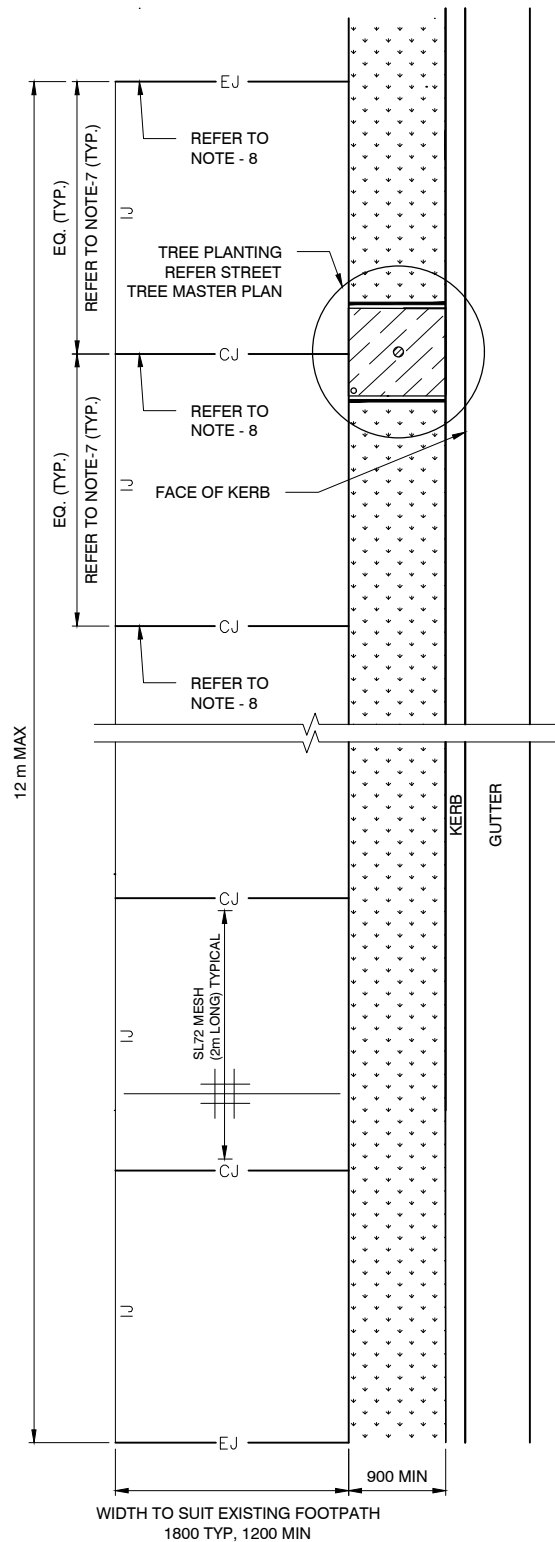 EJ
REFER TO
NOTE - 8
EQ. (TYP.)
REFER TO NOTE-7 (TYP.)
IJ
TREE PLANTING
REFER STREET
TREE MASTER PLAN
CJ
REFER TO
NOTE - 8
EQ. (TYP.)
REFER TO NOTE-7 (TYP.)
IJ
FACE OF KERB
CJ
REFER TO
NOTE - 8
12 m MAX
KERB
GUTTER
CJ
SL72 MESH
(2m LONG) TYPICAL
IJ
CJ
IJ
EJ
900 MIN
WIDTH TO SUIT EXISTING FOOTPATH
1800 TYP, 1200 MIN